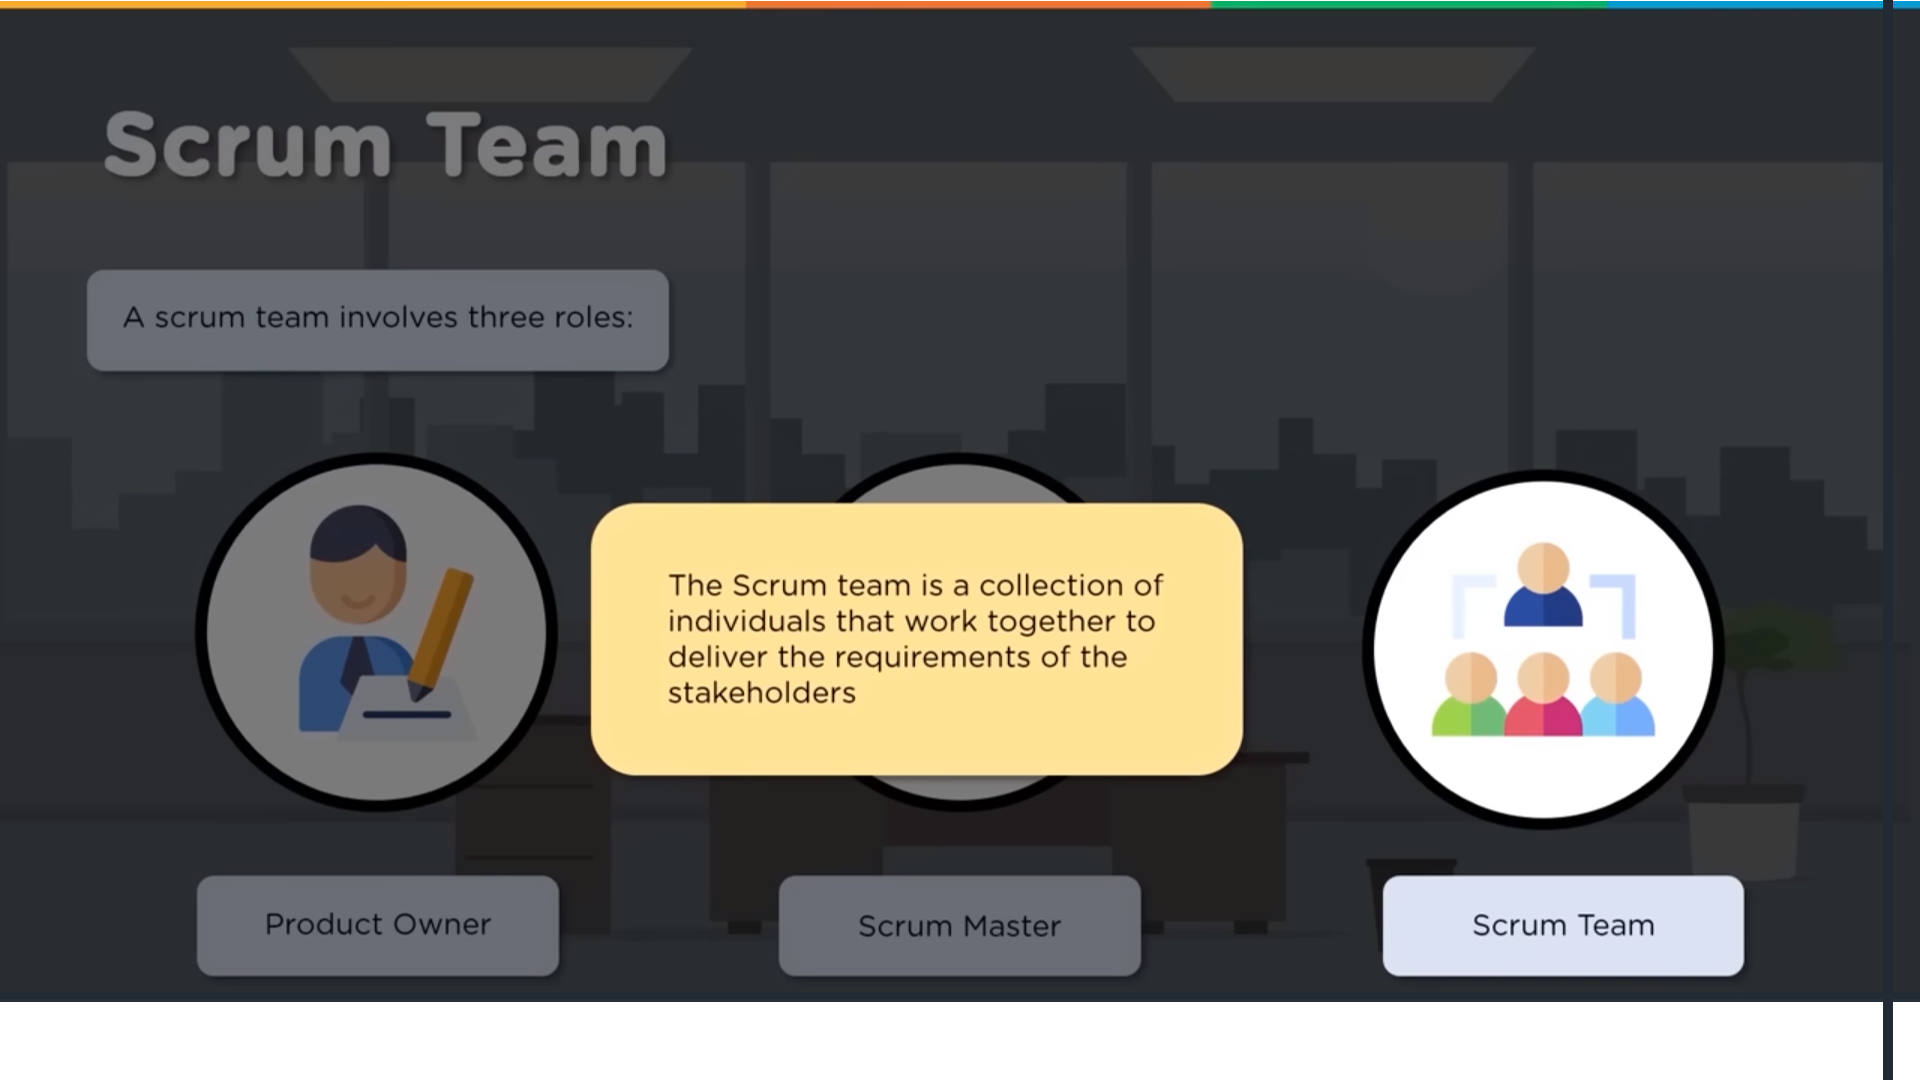 Scrum Team
A scrum team involves three roles:
The Scrum team is a collection of
individuals that work together to
deliver the requirements of the
stakeholders
Product Owner
Scrum Master
Scrum Team